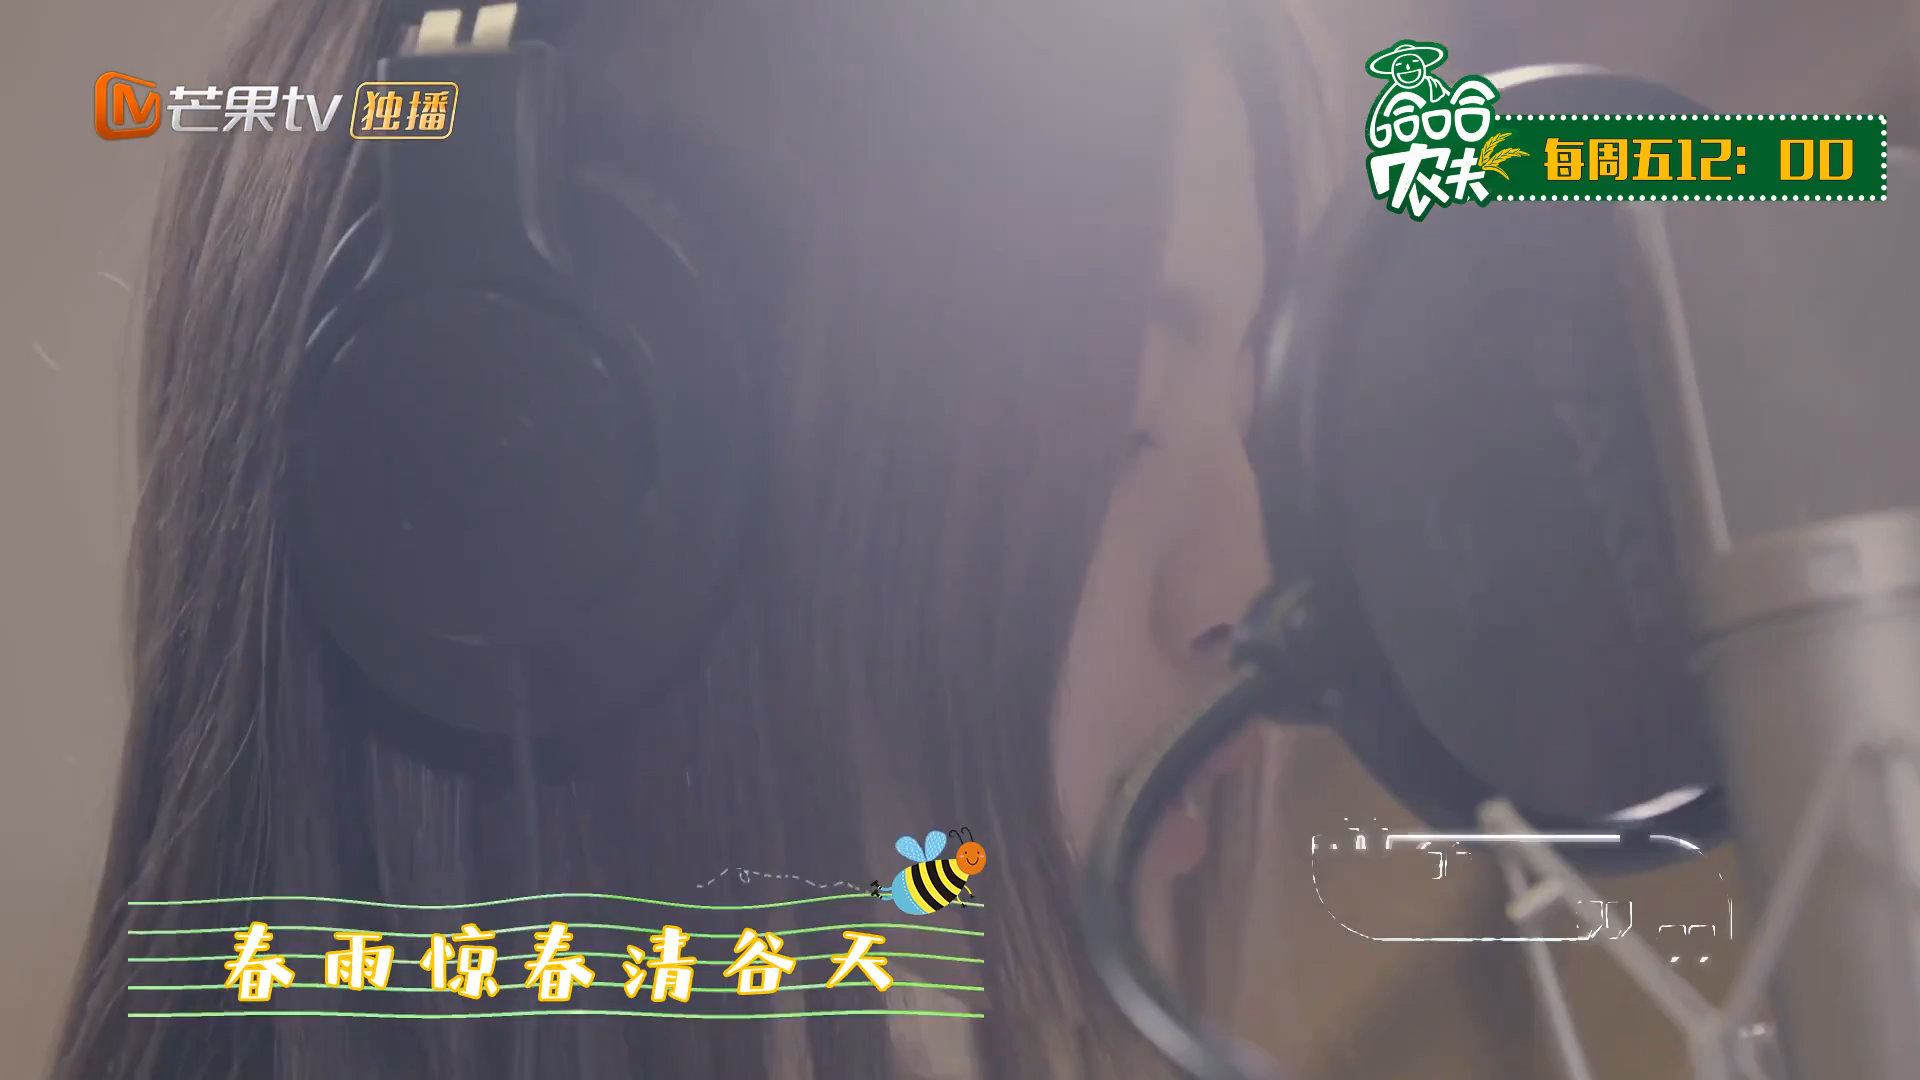 芒果tv 独播
哈哈哈
农夫
每周五12：00
春雨惊春清谷天